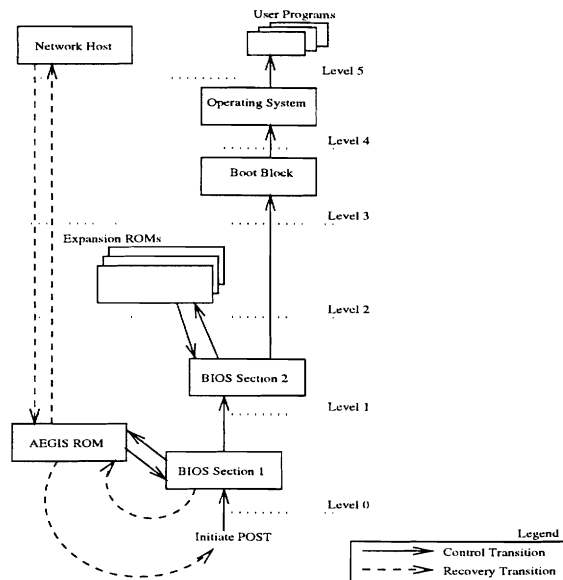 User Programs
Network Host
Level 5
Operating System
Level 4
Boot Block
Level 3
Expansion ROMs
Level 2
BIOS Section 2
Level 1
AEGIS ROM
BIOS Section 1
Level 0
Initiate POST
Legend
Control Transition
Recovery Transition